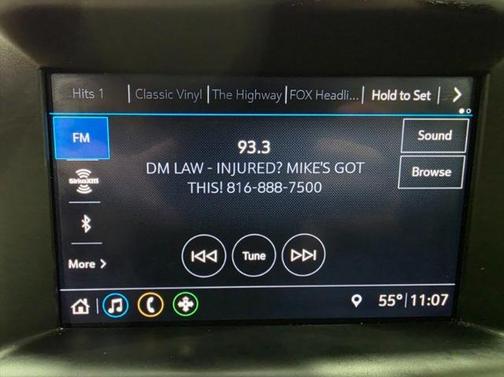 Hits 1 | Classic Vinyl | The Highway | FOX Headli... | Hold to Set
FM
93.3
Sound
DM LAW - INJURED? MIKE'S GOT
THIS! 816-888-7500
Browse
SiriusXM
Tune
More
55° | 11:07